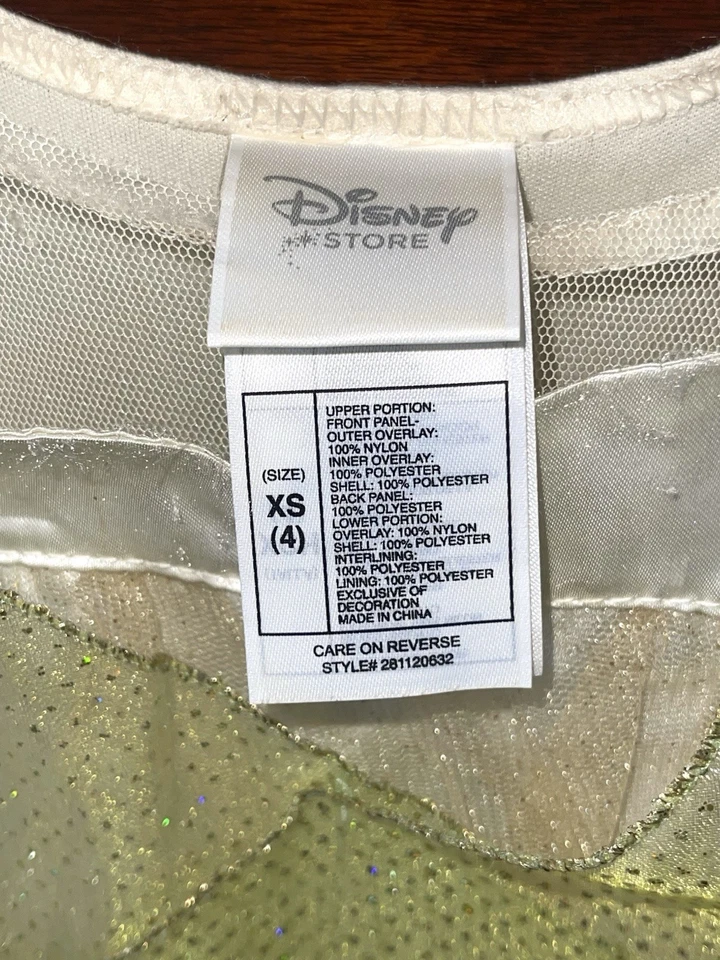 Disney
STORE
(SIZE)
XS
(4)
UPPER PORTION:
FRONT PANEL-
OUTER OVERLAY:
100% NYLON
INNER OVERLAY:
100% POLYESTER
SHELL: 100% POLYESTER
BACK PANEL:
100% POLYESTER
LOWER PORTION:
OVERLAY: 100% NYLON
SHELL: 100% POLYESTER
INTERLINING:
100% POLYESTER
LINING: 100% POLYESTER
EXCLUSIVE OF
DECORATION
MADE IN CHINA
CARE ON REVERSE
STYLE# 281120632